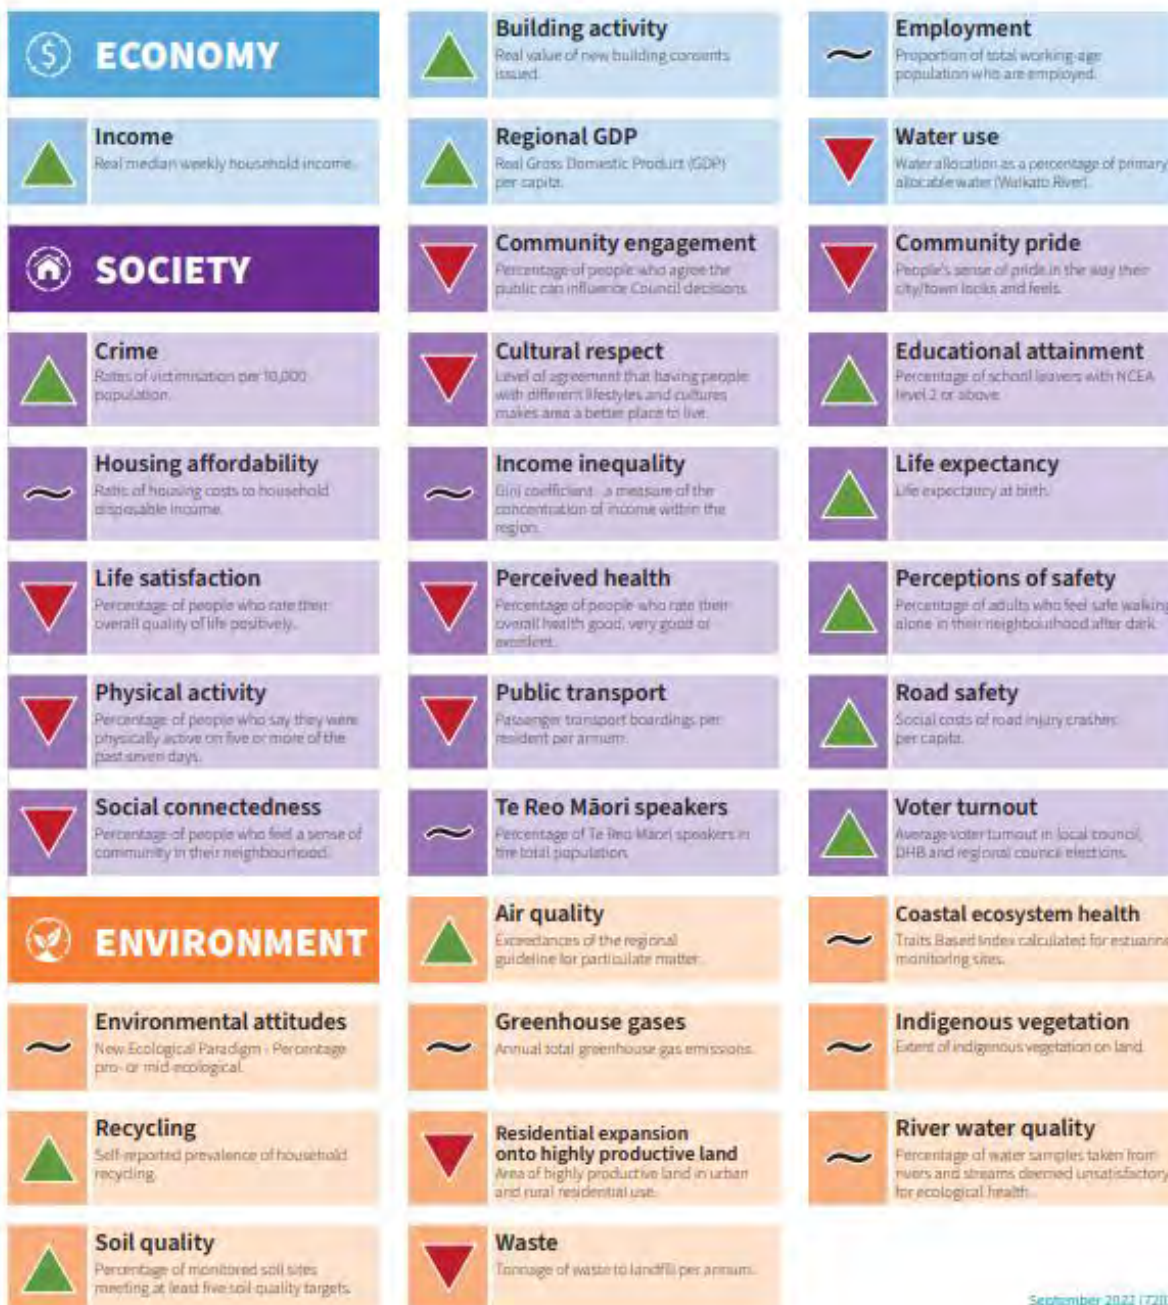 ECONOMY
Building activity
Real value of new building consents
issued.
Employment
Proportion of total working-age
population who are employed.
Income
Real median weekly household income.
Regional GDP
Real Gross Domestic Product (GDP)
per capita.
Water use
Water allocation as a percentage of primary
allocable water (Waikato River).
SOCIETY
Community engagement
Percentage of people who agree the
public can influence Council decisions.
Community pride
People's sense of pride in the way their
city/town looks and feels.
Crime
Rates of victimisation per 10,000
population.
Cultural respect
Level of agreement that having people
with different lifestyles and cultures
makes area a better place to live.
Educational attainment
Percentage of school leavers with NCEA
level 2 or above.
Housing affordability
Ratio of housing costs to household
disposable income.
Income inequality
Gini coefficient - a measure of the
concentration of income within the
region.
Life expectancy
Life expectancy at birth.
Life satisfaction
Percentage of people who rate their
overall quality of life positively.
Perceived health
Percentage of people who rate their
overall health good, very good or
excellent.
Perceptions of safety
Percentage of adults who feel safe walking
alone in their neighbourhood after dark.
Physical activity
Percentage of people who say they were
physically active on five or more of the
past seven days.
Public transport
Passenger transport boardings per
resident per annum.
Road safety
Social costs of road injury crashes
per capita.
Social connectedness
Percentage of people who feel a sense of
community in their neighbourhood.
Te Reo Māori speakers
Percentage of Te Reo Māori speakers in
the total population.
Voter turnout
Average voter turnout in local council,
DHB and regional council elections.
ENVIRONMENT
Air quality
Exceedances of the regional
guideline for particulate matter.
Coastal ecosystem health
Traits Based Index calculated for estuarine
monitoring sites.
Environmental attitudes
New Ecological Paradigm - Percentage
pro- or mid-ecological.
Greenhouse gases
Annual total greenhouse gas emissions.
Indigenous vegetation
Extent of indigenous vegetation on land.
Recycling
Self-reported prevalence of household
recycling.
Residential expansion
onto highly productive land
Area of highly productive land in urban
and rural residential use.
River water quality
Percentage of water samples taken from
rivers and streams deemed unsatisfactory
for ecological health.
Soil quality
Percentage of monitored soil sites
meeting at least five soil quality targets.
Waste
Tonnage of waste to landfill per annum.
September 2022